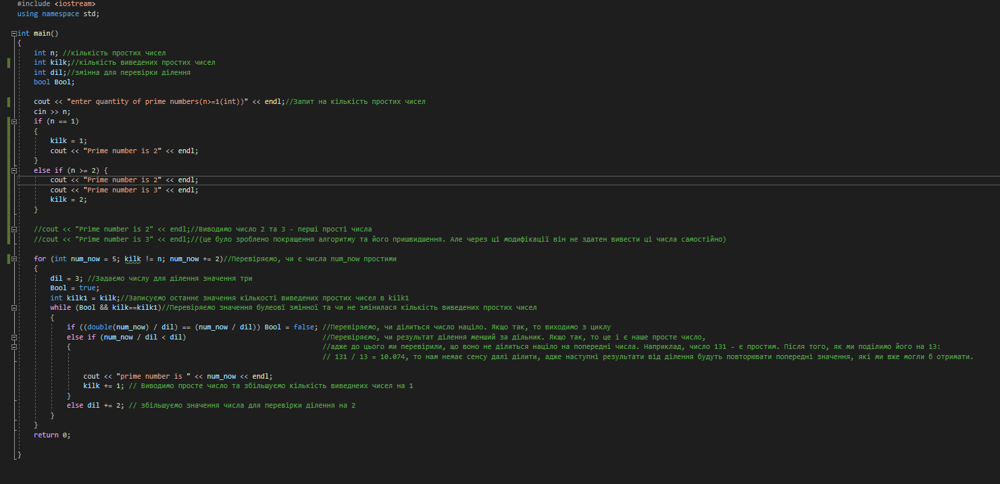 #include <iostream>
using namespace std;
int main()
{
int n; //кількість простих чисел
int kilk;//кількість виведених простих чисел
int dil;//змінна для перевірки ділення
bool Bool;
cout << "enter quantity of prime numbers(n>=1(int))" << endl;//Запит на кількість простих чисел
cin >> n;
if (n == 1)
{
kilk = 1;
cout << "Prime number is 2" << endl;
}
else if (n >= 2) {
cout << "Prime number is 2" << endl;
cout << "Prime number is 3" << endl;
kilk = 2;
}
//cout << "Prime number is 2" << endl;//Виводимо число 2 та 3 - перші прості числа
//cout << "Prime number is 3" << endl;//(це було зроблено покращення алгоритму та його пришвидшення. Але через ці модифікації він не здатен вивести ці числа самостійно)
for (int num_now = 5; kilk != n; num_now += 2)//Перевіряємо, чи є числа num_now простими
{
dil = 3; //Задаємо числу для ділення значення три
Bool = true;
int kilk1 = kilk;//Записуємо останнє значення кількості виведених простих чисел в kilk1
while (Bool && kilk==kilk1)//Перевіряємо значення булеової змінної та чи не змінилася кількість виведених простих чисел
{
if ((double(num_now) / dil) == (num_now / dil)) Bool = false; //Перевіряємо, чи ділиться число націло. Якщо так, то виходимо з циклу
else if (num_now / dil < dil) //Перевіряємо, чи результат ділення менший за дільник. Якщо так, то це і є наше просте число,
{ //адже до цього ми перевірили, що воно не ділиться націло на попередні числа. Наприклад, число 131 - є простим. Після того, як ми поділимо його на 13:
// 131 / 13 = 10.074, то нам немає сенсу далі ділити, адже наступні результати від ділення будуть повторювати попередні значення, які ми вже могли б отримати.
cout << "prime number is " << num_now << endl;
kilk += 1; // Виводимо просте число та збільшуємо кількість виведнеих чисел на 1
}
else dil += 2; // збільшуємо значення числа для перевірки ділення на 2
}
}
return 0;
}